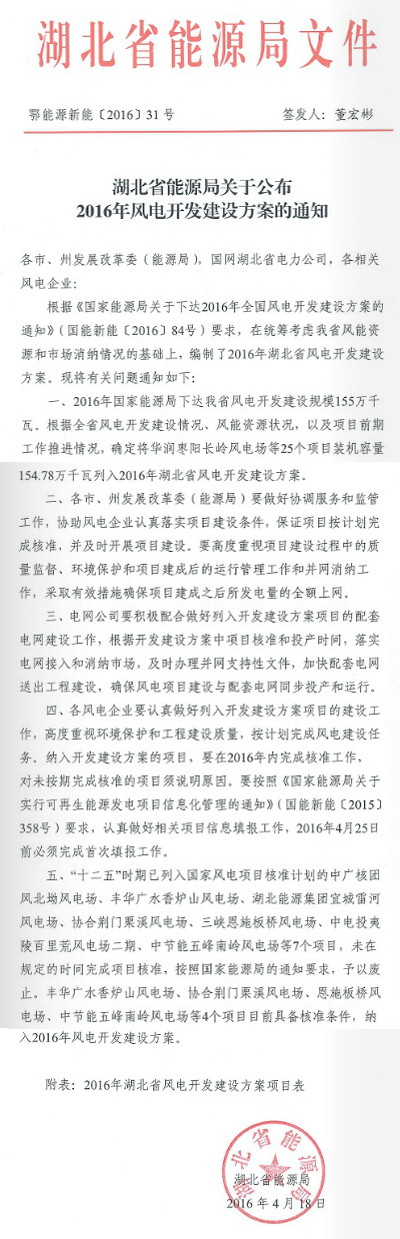 湖北省能源局文件
鄂能源新能〔2016〕31号 签发人：董宏彬
湖北省能源局关于公布
2016年风电开发建设方案的通知
各市、州发展改革委（能源局），国网湖北省电力公司，各相关
风电企业：
根据《国家能源局关于下达2016年全国风电开发建设方案的
通知》（国能新能〔2016〕84号）要求，在统筹考虑我省风能资
源和市场消纳情况的基础上，编制了2016年湖北省风电开发建设
方案。现将有关问题通知如下：
一、2016年国家能源局下达我省风电开发建设规模155万千
瓦。根据全省风电开发建设情况、风能资源状况，以及项目前期
工作推进情况，确定将华润枣阳长岭风电场等25个项目装机容量
154.78万千瓦列入2016年湖北省风电开发建设方案。
二、各市、州发展改革委（能源局）要做好协调服务和监管
工作，协助风电企业认真落实项目建设条件，保证项目按计划完
成核准，并及时开展项目建设。要高度重视项目建设过程中的质
量监督、环境保护和项目建成后的运行管理工作和并网消纳工
作，采取有效措施确保项目建成之后所发电量的全额上网。
三、电网公司要积极配合做好列入开发建设方案项目的配套
电网建设工作，根据开发建设方案中项目核准和投产时间，落实
电网接入和消纳市场，及时办理并网支持性文件，加快配套电网
送出工程建设，确保风电项目建设与配套电网同步投产和运行。
四、各风电企业要认真做好列入开发建设方案项目的建设工
作，高度重视环境保护和工程建设质量，按计划完成风电建设任
务。纳入开发建设方案的项目，要在2016年内完成核准工作，
对未按期完成核准的项目须说明原因。要按照《国家能源局关于
实行可再生能源发电项目信息化管理的通知》（国能新能〔2015〕
358号）要求，认真做好相关项目信息填报工作，2016年4月25日
前必须完成首次填报工作。
五、“十二五”时期已列入国家风电项目核准计划的中广核团
风北坳风电场、丰华广水香炉山风电场、湖北能源集团宜城雷河
风电场、协合荆门栗溪风电场、三峡恩施板桥风电场、中电投夷
陵百里荒风电场二期、中节能五峰南岭风电场等7个项目，未在
规定的时间完成项目核准，按照国家能源局的通知要求，予以废
止。丰华广水香炉山风电场、协合荆门栗溪风电场、恩施板桥风
电场、中节能五峰南岭风电场等4个项目目前具备核准条件，纳
入2016年风电开发建设方案。
附表：2016年湖北省风电开发建设方案项目表
湖北省能源局
湖北省能源局
2016年4月18日